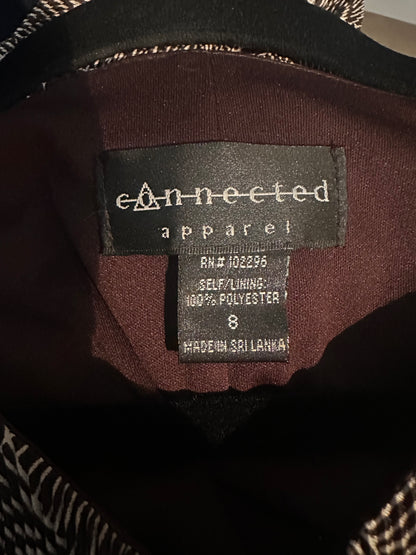 connected
apparel
RN# 102296
SELF/LINING:
100% POLYESTER
8
MADE IN SRI LANKA